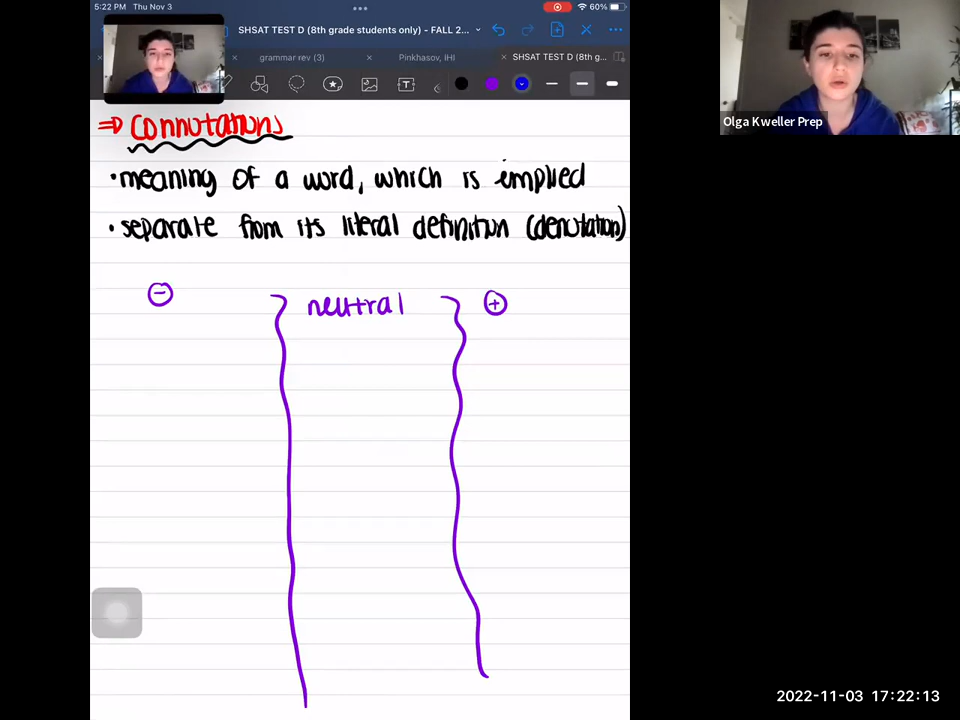 5:22 PM Thu Nov 3
60%
SHSAT TEST D (8th grade students only) - FALL 2...
grammar rev (3)
Pinkhasov, IHI
SHSAT TEST D (8th g...
⇒ Connotations
• meaning of a word, which is implied
• separate from its literal definition (denotation)
neutral
Olga Kweller Prep
2022-11-03 17:22:13